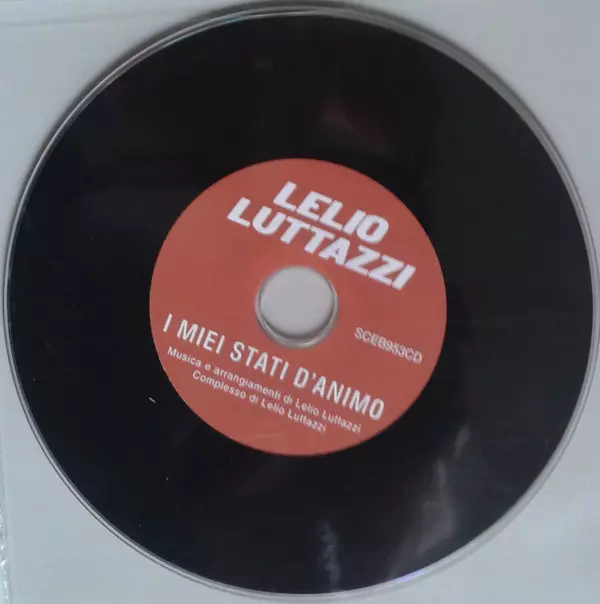 LELIO
LUTTAZZI
SCEB953CD
I MIEI STATI D'ANIMO
Musica e arrangiamenti di Lelio Luttazzi
Complesso di Lelio Luttazzi